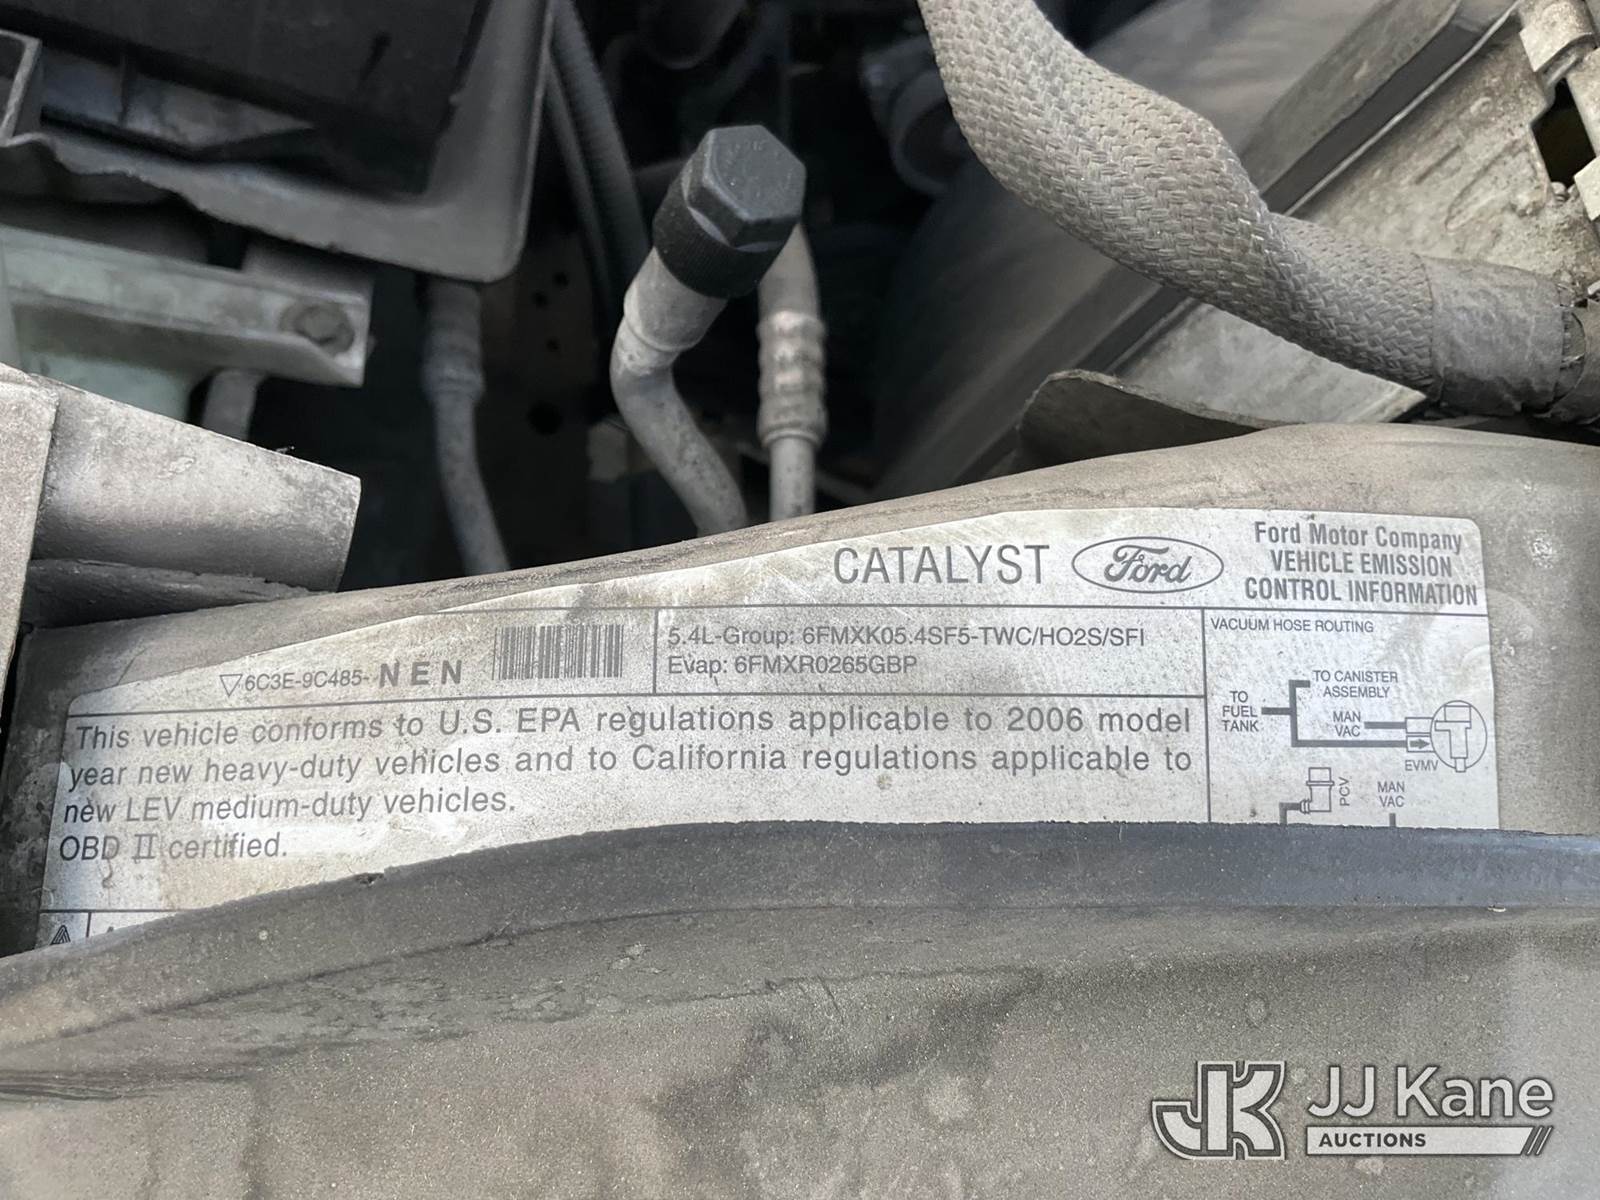 CATALYST
Ford
Ford Motor Company
VEHICLE EMISSION
CONTROL INFORMATION
6C3E-9C485- NEN
5.4L-Group: 6FMXK05.4SF5-TWC/HO2S/SFI
Evap: 6FMXR0265GBP
This vehicle conforms to U.S. EPA regulations applicable to 2006 model
year new heavy-duty vehicles and to California regulations applicable to
new LEV medium-duty vehicles.
OBD II certified.
VACUUM HOSE ROUTING
TO CANISTER
ASSEMBLY
TO
FUEL
TANK
MAN
VAC
EVMV
PCV
MAN
VAC
JK
JJ Kane
AUCTIONS